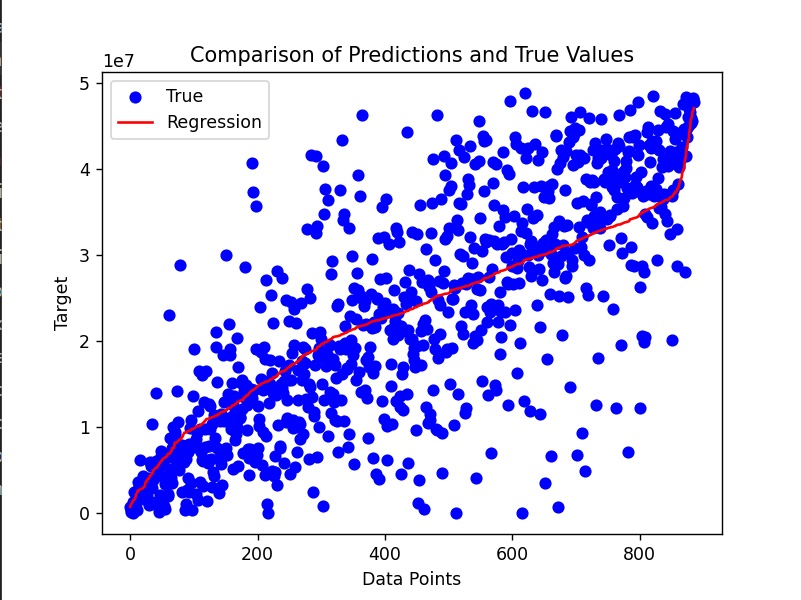 Comparison of Predictions and True Values
1e7
True
Regression
5
4
3
2
1
0
Target
0 200 400 600 800
Data Points